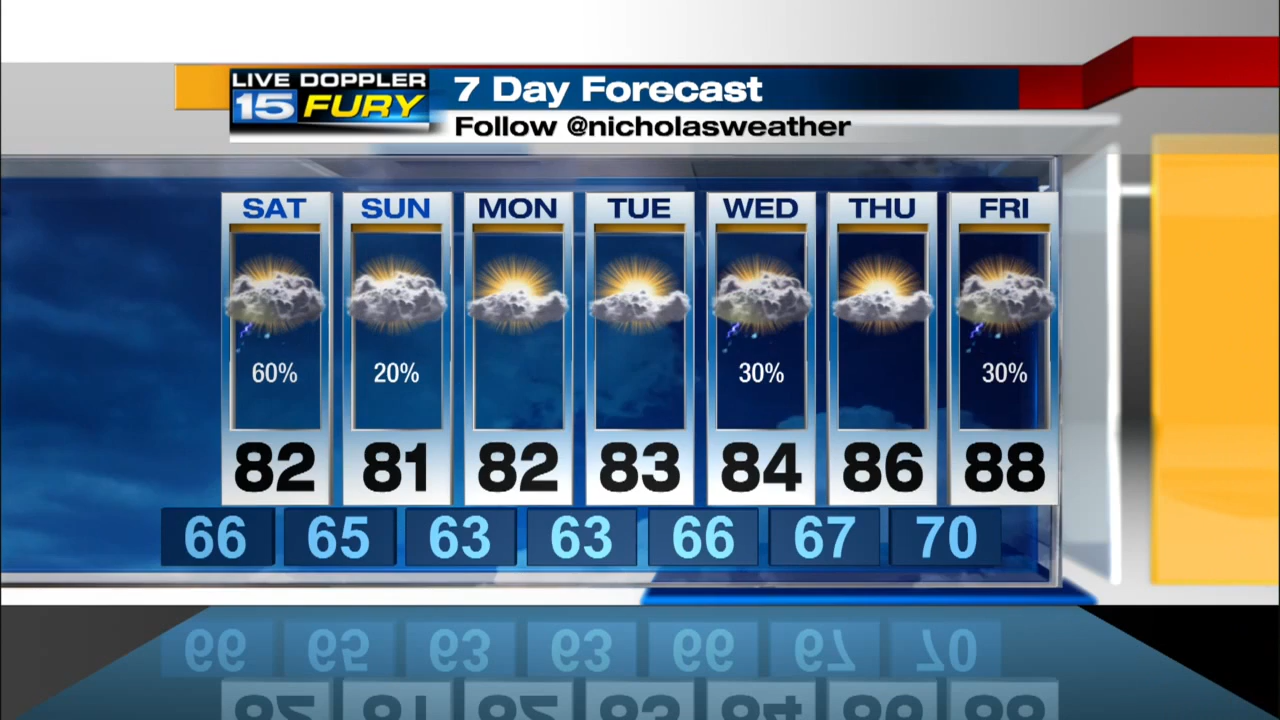 LIVE DOPPLER
15 FURY
7 Day Forecast
Follow @nicholasweather
SAT SUN MON TUE WED THU FRI
60% 20% 30% 30%
82 81 82 83 84 86 88
66 65 63 63 66 67 70